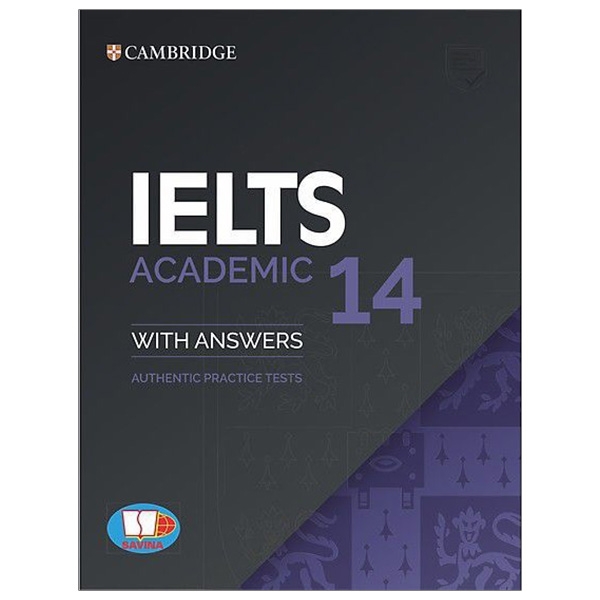 CAMBRIDGE
IELTS
ACADEMIC 14
WITH ANSWERS
AUTHENTIC PRACTICE TESTS
SAVINA